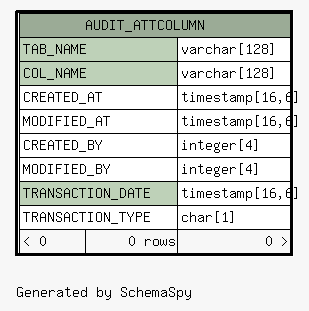 AUDIT_ATTCOLUMN
TAB_NAME varchar[128]
COL_NAME varchar[128]
CREATED_AT timestamp[16,6]
MODIFIED_AT timestamp[16,6]
CREATED_BY integer[4]
MODIFIED_BY integer[4]
TRANSACTION_DATE timestamp[16,6]
TRANSACTION_TYPE char[1]
< 0 0 rows 0 >
Generated by SchemaSpy